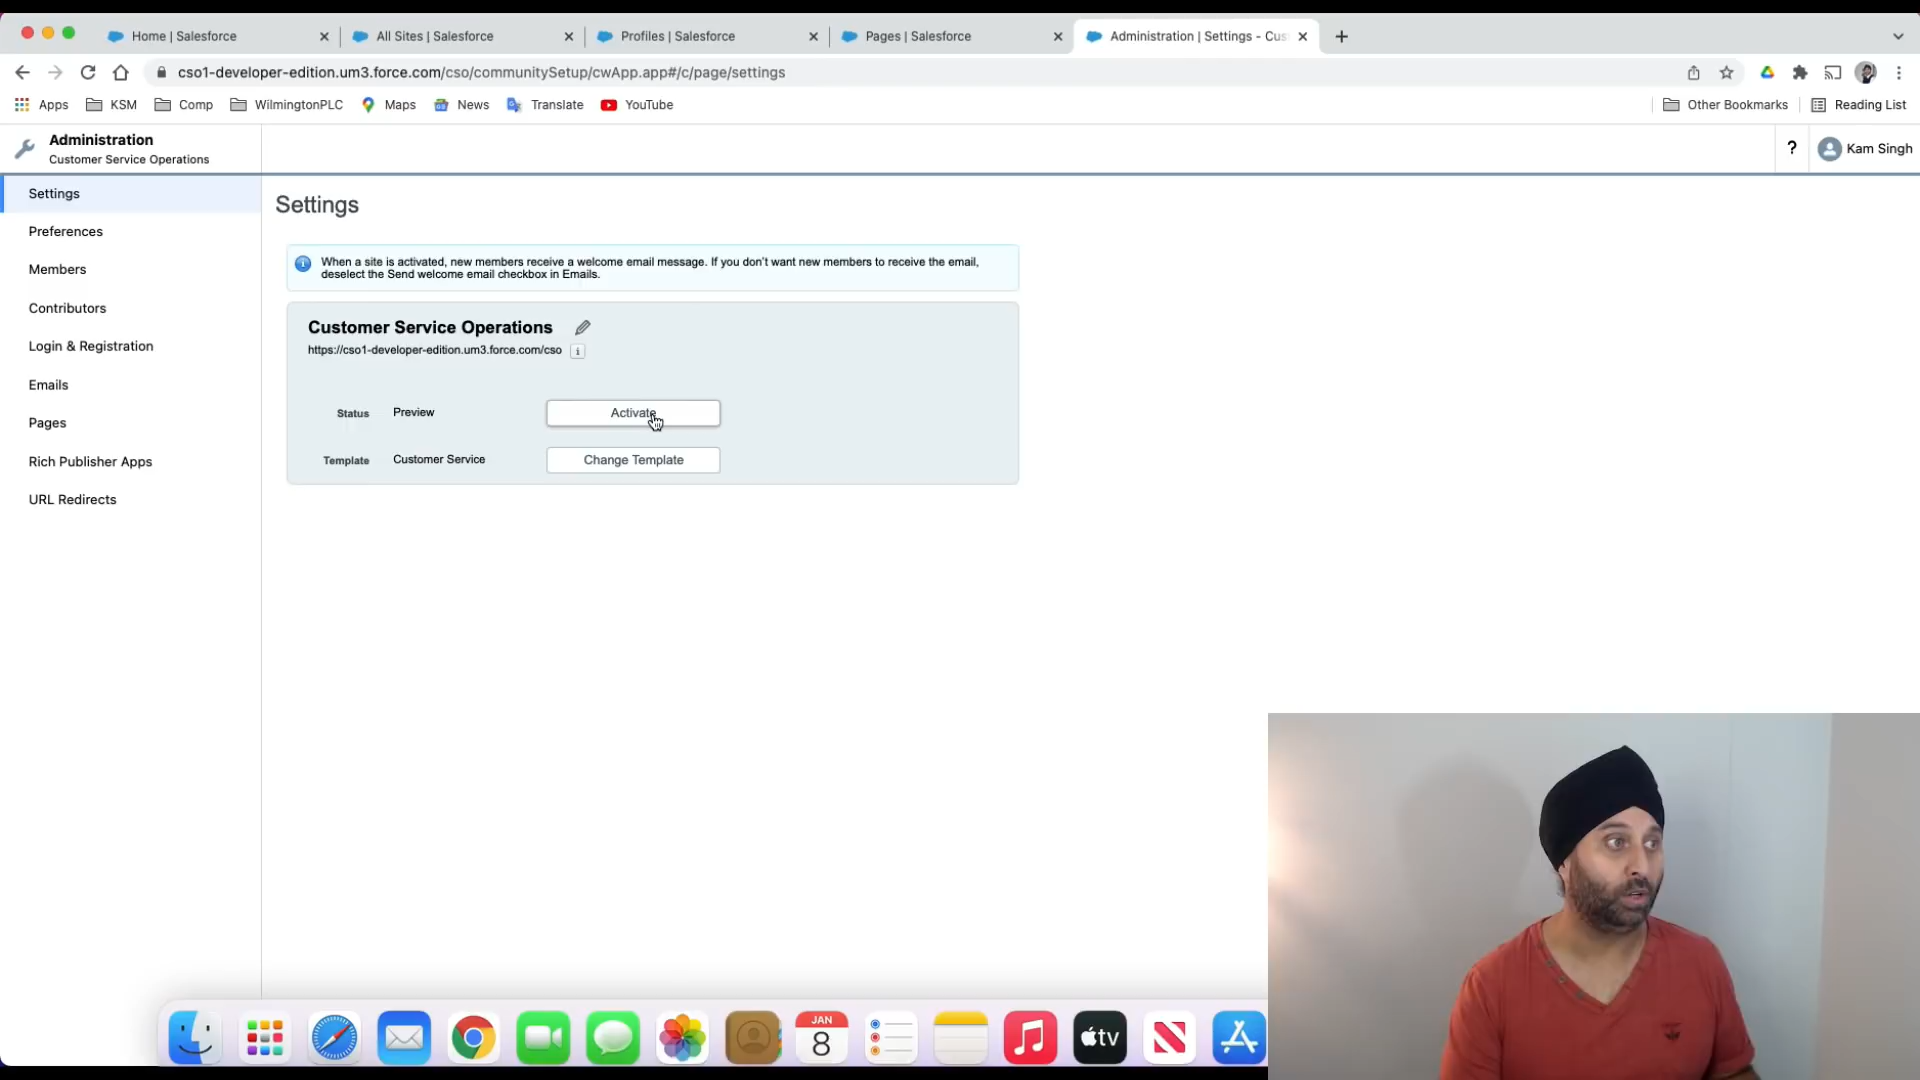 Home | Salesforce
All Sites | Salesforce
Profiles | Salesforce
Pages | Salesforce
Administration | Settings - Cus
cso1-developer-edition.um3.force.com/cso/communitySetup/cwApp.app#/c/page/settings
Apps
KSM
Comp
WilmingtonPLC
Maps
News
Translate
YouTube
Other Bookmarks
Reading List
Administration
Customer Service Operations
?
Kam Singh
Settings
Preferences
Members
Contributors
Login & Registration
Emails
Pages
Rich Publisher Apps
URL Redirects
Settings
When a site is activated, new members receive a welcome email message. If you don't want new members to receive the email,
deselect the Send welcome email checkbox in Emails.
Customer Service Operations
https://cso1-developer-edition.um3.force.com/cso
Status Preview Activate
Template Customer Service Change Template
JAN
8
tv